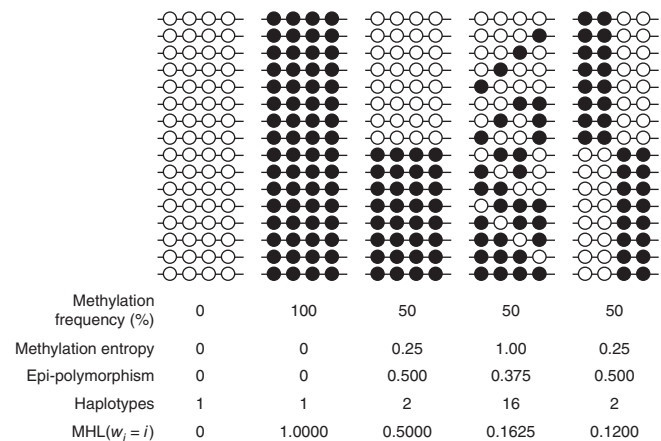 Methylation
frequency (%) 0 100 50 50 50
Methylation entropy 0 0 0.25 1.00 0.25
Epi-polymorphism 0 0 0.500 0.375 0.500
Haplotypes 1 1 2 16 2
MHL(wᵢ = i) 0 1.0000 0.5000 0.1625 0.1200